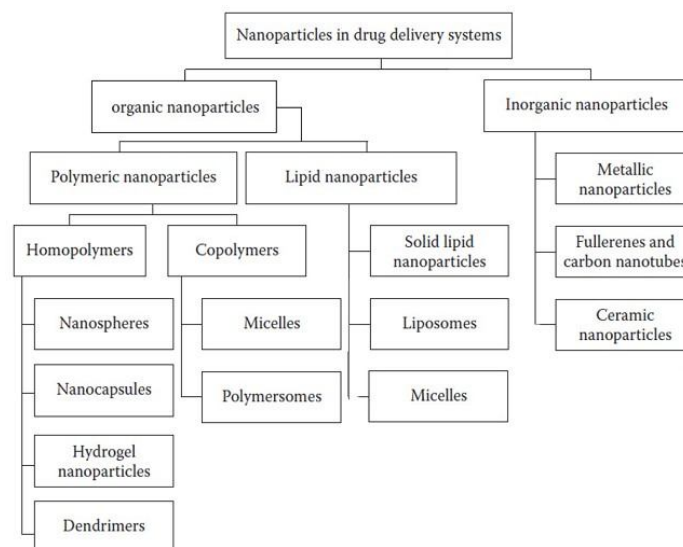 Nanoparticles in drug delivery systems
organic nanoparticles
Inorganic nanoparticles
Polymeric nanoparticles
Lipid nanoparticles
Metallic
nanoparticles
Homopolymers
Copolymers
Solid lipid
nanoparticles
Fullerenes and
carbon nanotubes
Nanospheres
Micelles
Liposomes
Ceramic
nanoparticles
Nanocapsules
Polymersomes
Micelles
Hydrogel
nanoparticles
Dendrimers